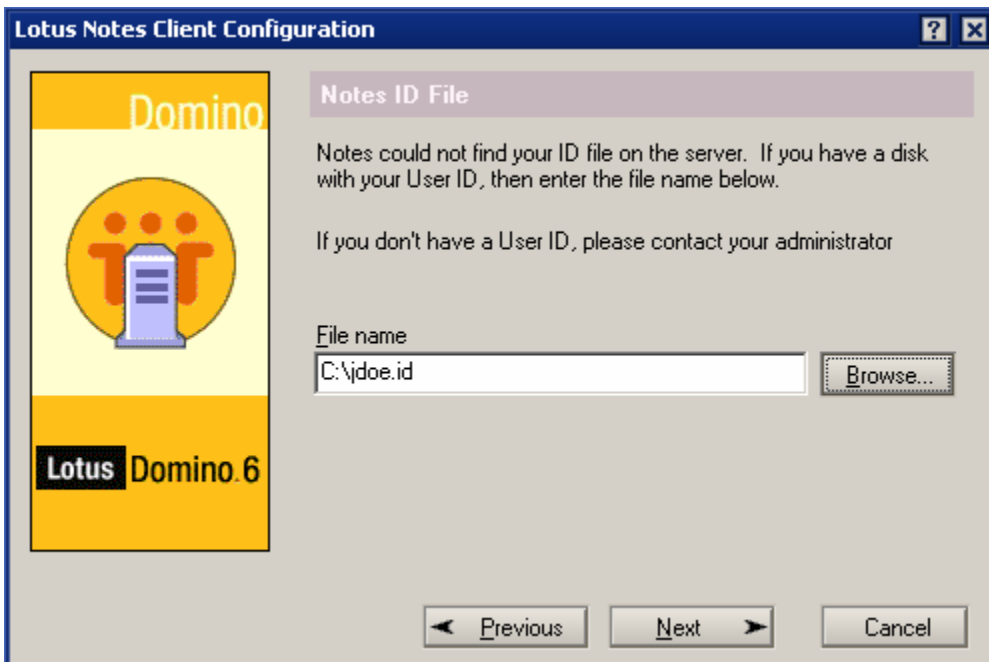 Lotus Notes Client Configuration
Domino
Lotus Domino.6
Notes ID File
Notes could not find your ID file on the server. If you have a disk
with your User ID, then enter the file name below.
If you don't have a User ID, please contact your administrator
File name
C:\jdoe.id
Browse...
Previous
Next
Cancel